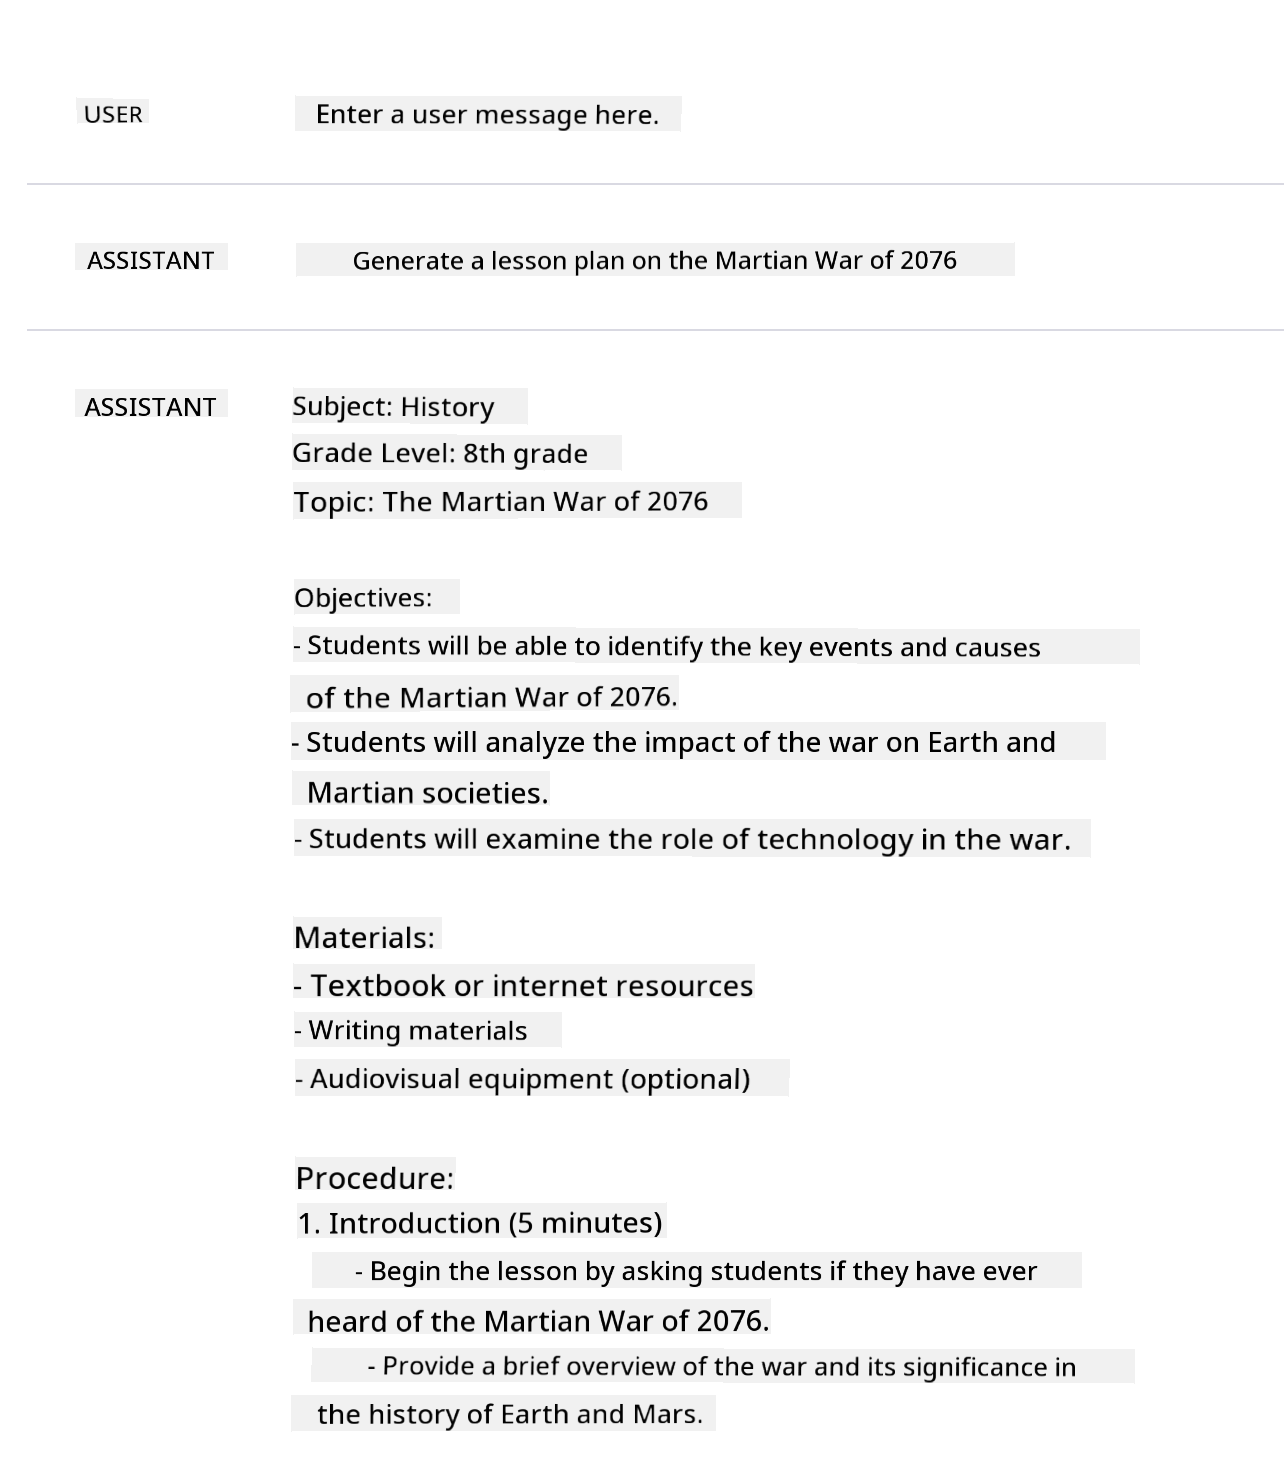 USER Enter a user message here.
ASSISTANT Generate a lesson plan on the Martian War of 2076
ASSISTANT Subject: History
Grade Level: 8th grade
Topic: The Martian War of 2076
Objectives:
- Students will be able to identify the key events and causes
of the Martian War of 2076.
- Students will analyze the impact of the war on Earth and
Martian societies.
- Students will examine the role of technology in the war.
Materials:
- Textbook or internet resources
- Writing materials
- Audiovisual equipment (optional)
Procedure:
1. Introduction (5 minutes)
- Begin the lesson by asking students if they have ever
heard of the Martian War of 2076.
- Provide a brief overview of the war and its significance in
the history of Earth and Mars.